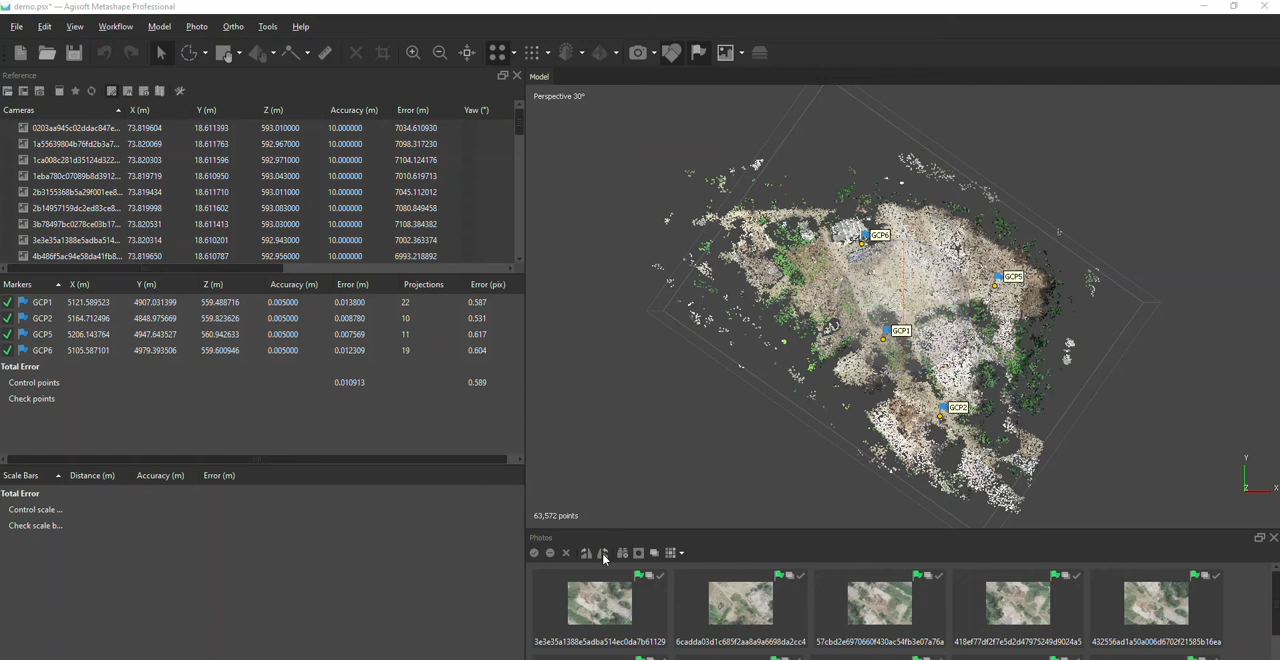 demo.psx* — Agisoft Metashape Professional
File Edit View Workflow Model Photo Ortho Tools Help
Reference
Model
Perspective 30°
Cameras X (m) Y (m) Z (m) Accuracy (m) Error (m) Yaw (°)
0203aa945c02ddac847e... 73.819604 18.611393 593.010000 10.000000 7034.610930
1a55639804b76fd2b3a7... 73.820069 18.611763 592.967000 10.000000 7098.317230
1ca008c281d35124d322... 73.820303 18.611596 592.971000 10.000000 7104.124176
1eba780c07089b8d3912... 73.819719 18.610950 593.043000 10.000000 7010.619713
2b3155368b5a29f001ee8... 73.819434 18.611710 593.011000 10.000000 7045.112012
2b14957159dc2ed83ce8... 73.819998 18.611602 593.083000 10.000000 7080.849458
3b78497bc0278ce03b17... 73.820531 18.611413 593.030000 10.000000 7108.384382
3e3e35a1388e5adba514... 73.820314 18.610201 592.943000 10.000000 7002.363374
4b486f5ac94e58da41fb8... 73.819650 18.610787 592.956000 10.000000 6993.218892
Markers X (m) Y (m) Z (m) Accuracy (m) Error (m) Projections Error (pix)
GCP1 5121.589523 4907.031399 559.488716 0.005000 0.013800 22 0.587
GCP2 5164.712496 4848.975669 559.823626 0.005000 0.008780 10 0.531
GCP5 5206.143764 4947.643527 560.942633 0.005000 0.007569 11 0.617
GCP6 5105.587101 4979.393506 559.600946 0.005000 0.012309 19 0.604
Total Error
Control points 0.010913 0.589
Check points
Scale Bars Distance (m) Accuracy (m) Error (m)
Total Error
Control scale ...
Check scale b...
GCP6
GCP5
GCP1
GCP2
Y
Z X
63,572 points
Photos
3e3e35a1388e5adba514ec0da7b61129 6cadda03d1c685f2aa8a9a6698da2cc4 57cbd2e6970660f430ac54fb3e07a76a 418ef77df2f7e5d2d47975249d9024a5 432556ad1a50a006d6702f21585b16ea